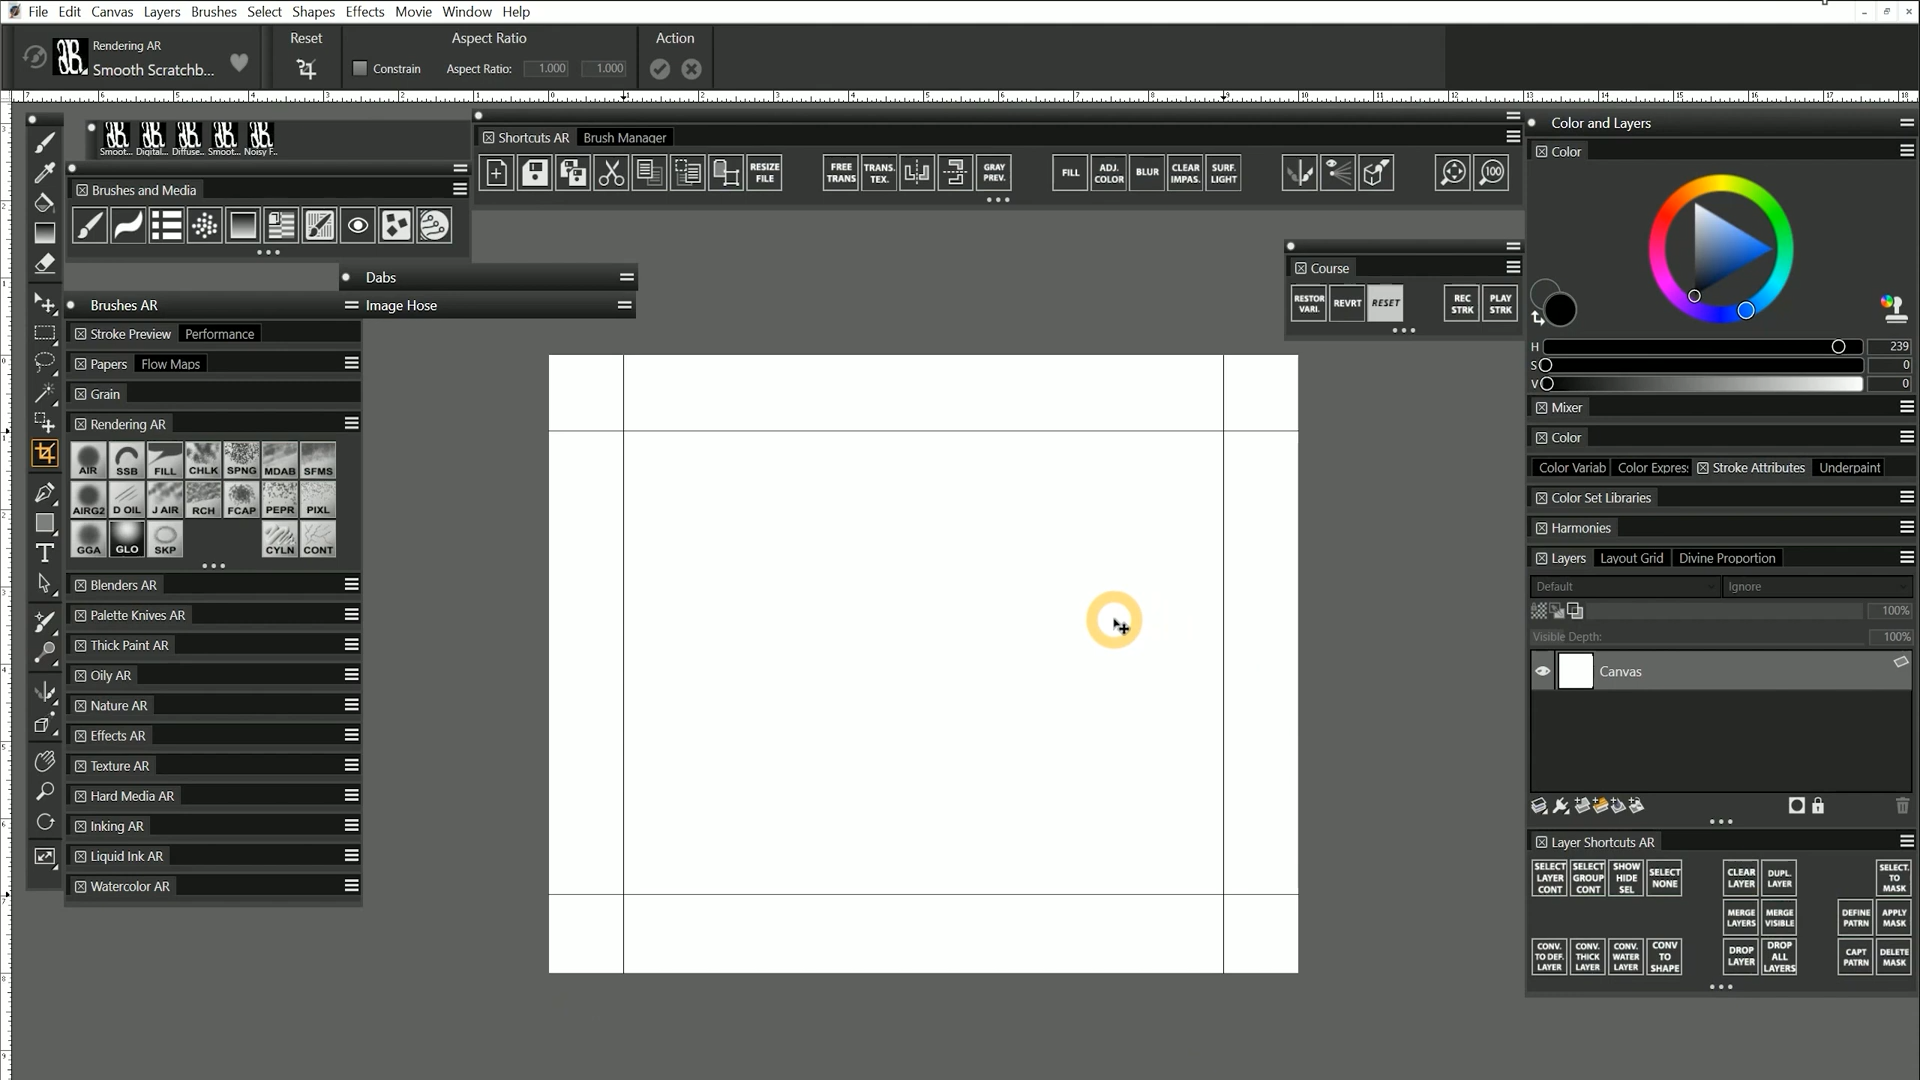 File Edit Canvas Layers Brushes Select Shapes Effects Movie Window Help
Rendering AR
Smooth Scratchb...
Reset
Aspect Ratio
Constrain Aspect Ratio: 1.000 1.000
Action
Smoot... Digital... Diffuse... Smoot... Noisy F...
Shortcuts AR Brush Manager
RESIZE FILE
FREE TRANS
TRANS. TEX.
GRAY PREV.
FILL
ADJ. COLOR
BLUR
CLEAR IMPAS.
SURF. LIGHT
100
Brushes and Media
Dabs
Brushes AR
Image Hose
Stroke Preview Performance
Papers Flow Maps
Grain
Rendering AR
AIR SSB FILL CHLK SPNG MDAB SFMS
AIRG2 D OIL J AIR RCH FCAP PEPR PIXL
GGA GLO SKP CYLN CONT
Blenders AR
Palette Knives AR
Thick Paint AR
Oily AR
Nature AR
Effects AR
Texture AR
Hard Media AR
Inking AR
Liquid Ink AR
Watercolor AR
Course
RESTOR VARI.
REVRT
RESET
REC STRK
PLAY STRK
Color and Layers
Color
H 239
S 0
V 0
Mixer
Color
Color Variab Color Expres Stroke Attributes Underpaint
Color Set Libraries
Harmonies
Layers Layout Grid Divine Proportion
Default Ignore
100%
Visible Depth: 100%
Canvas
Layer Shortcuts AR
SELECT LAYER CONT
SELECT GROUP CONT
SHOW HIDE SEL
SELECT NONE
CLEAR LAYER
DUPL. LAYER
SELECT. TO MASK
MERGE LAYERS
MERGE VISIBLE
DEFINE PATRN
APPLY MASK
CONV. TO DEF. LAYER
CONV. THICK LAYER
CONV. WATER LAYER
CONV TO SHAPE
DROP LAYER
DROP ALL LAYERS
CAPT PATRN
DELETE MASK